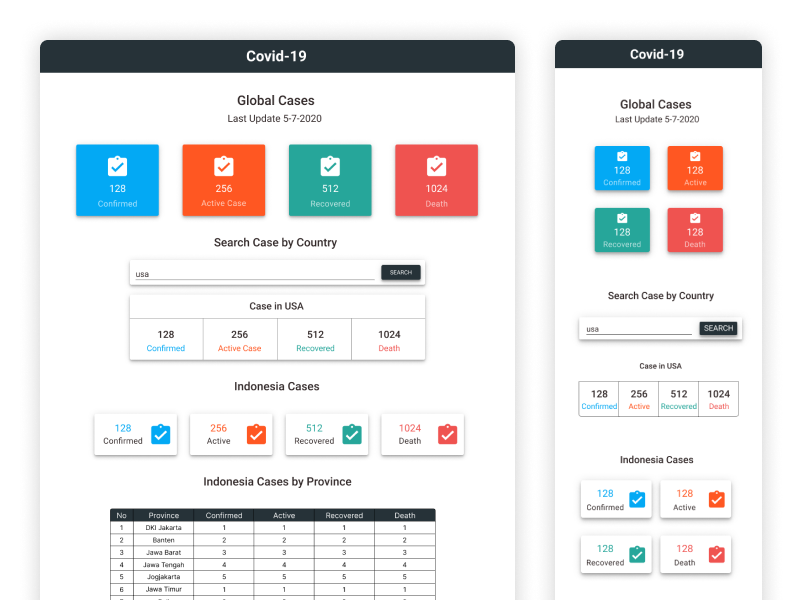 Covid-19
Global Cases
Last Update 5-7-2020
128 256 512 1024
Confirmed Active Case Recovered Death
Search Case by Country
usa SEARCH
Case in USA
128 256 512 1024
Confirmed Active Case Recovered Death
Indonesia Cases
128 256 512 1024
Confirmed Active Recovered Death
Indonesia Cases by Province
No Province Confirmed Active Recovered Death
1 DKI Jakarta 1 1 1 1
2 Banten 2 2 2 2
3 Jawa Barat 3 3 3 3
4 Jawa Tengah 4 4 4 4
5 Jogjakarta 5 5 5 5
6 Jawa Timur 1 1 1 1
Covid-19
Global Cases
Last Update 5-7-2020
128 128
Confirmed Active
128 128
Recovered Death
Search Case by Country
usa SEARCH
Case in USA
128 256 512 1024
Confirmed Active Recovered Death
Indonesia Cases
128 128
Confirmed Active
128 128
Recovered Death